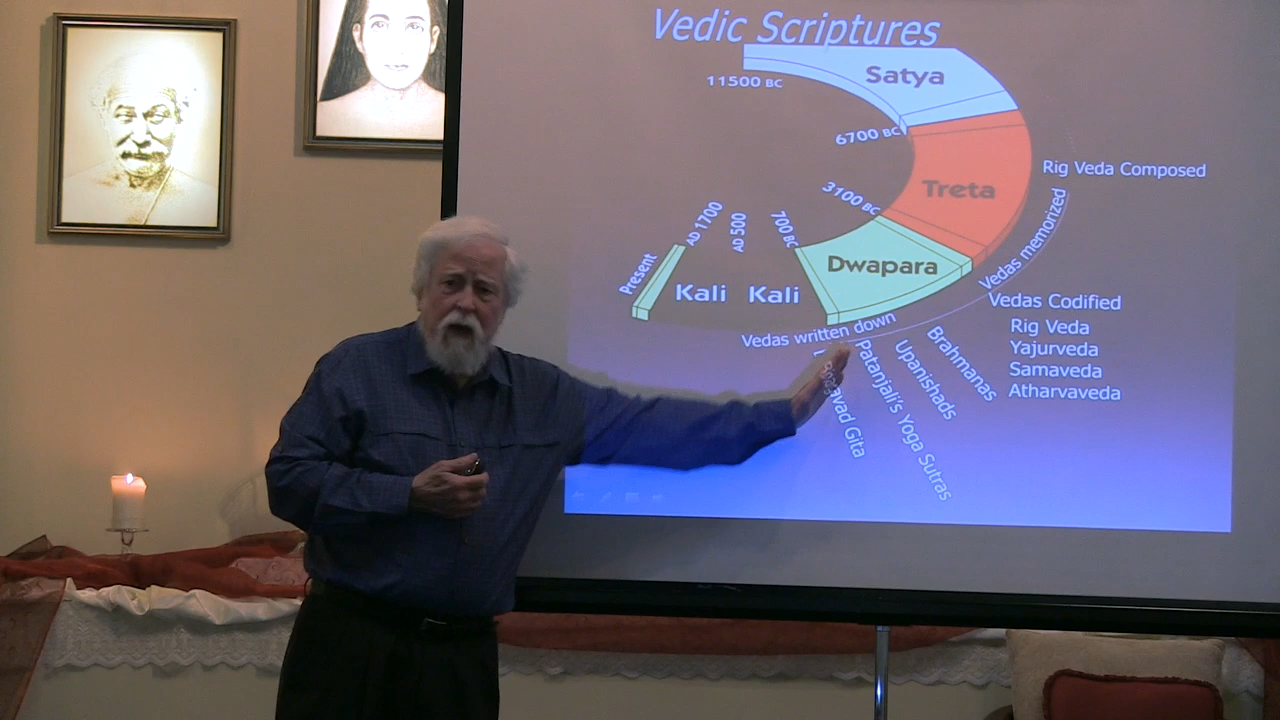 Vedic Scriptures
Satya
11500 BC
6700 BC
Treta
Rig Veda Composed
3100 BC
Vedas memorized
Dwapara
AD 1700
AD 500
700 BC
Present
Kali
Kali
Vedas written down
Vedas Codified
Rig Veda
Yajurveda
Samaveda
Atharvaveda
Brahmanas
Upanishads
Patanjali's Yoga Sutras
Gita